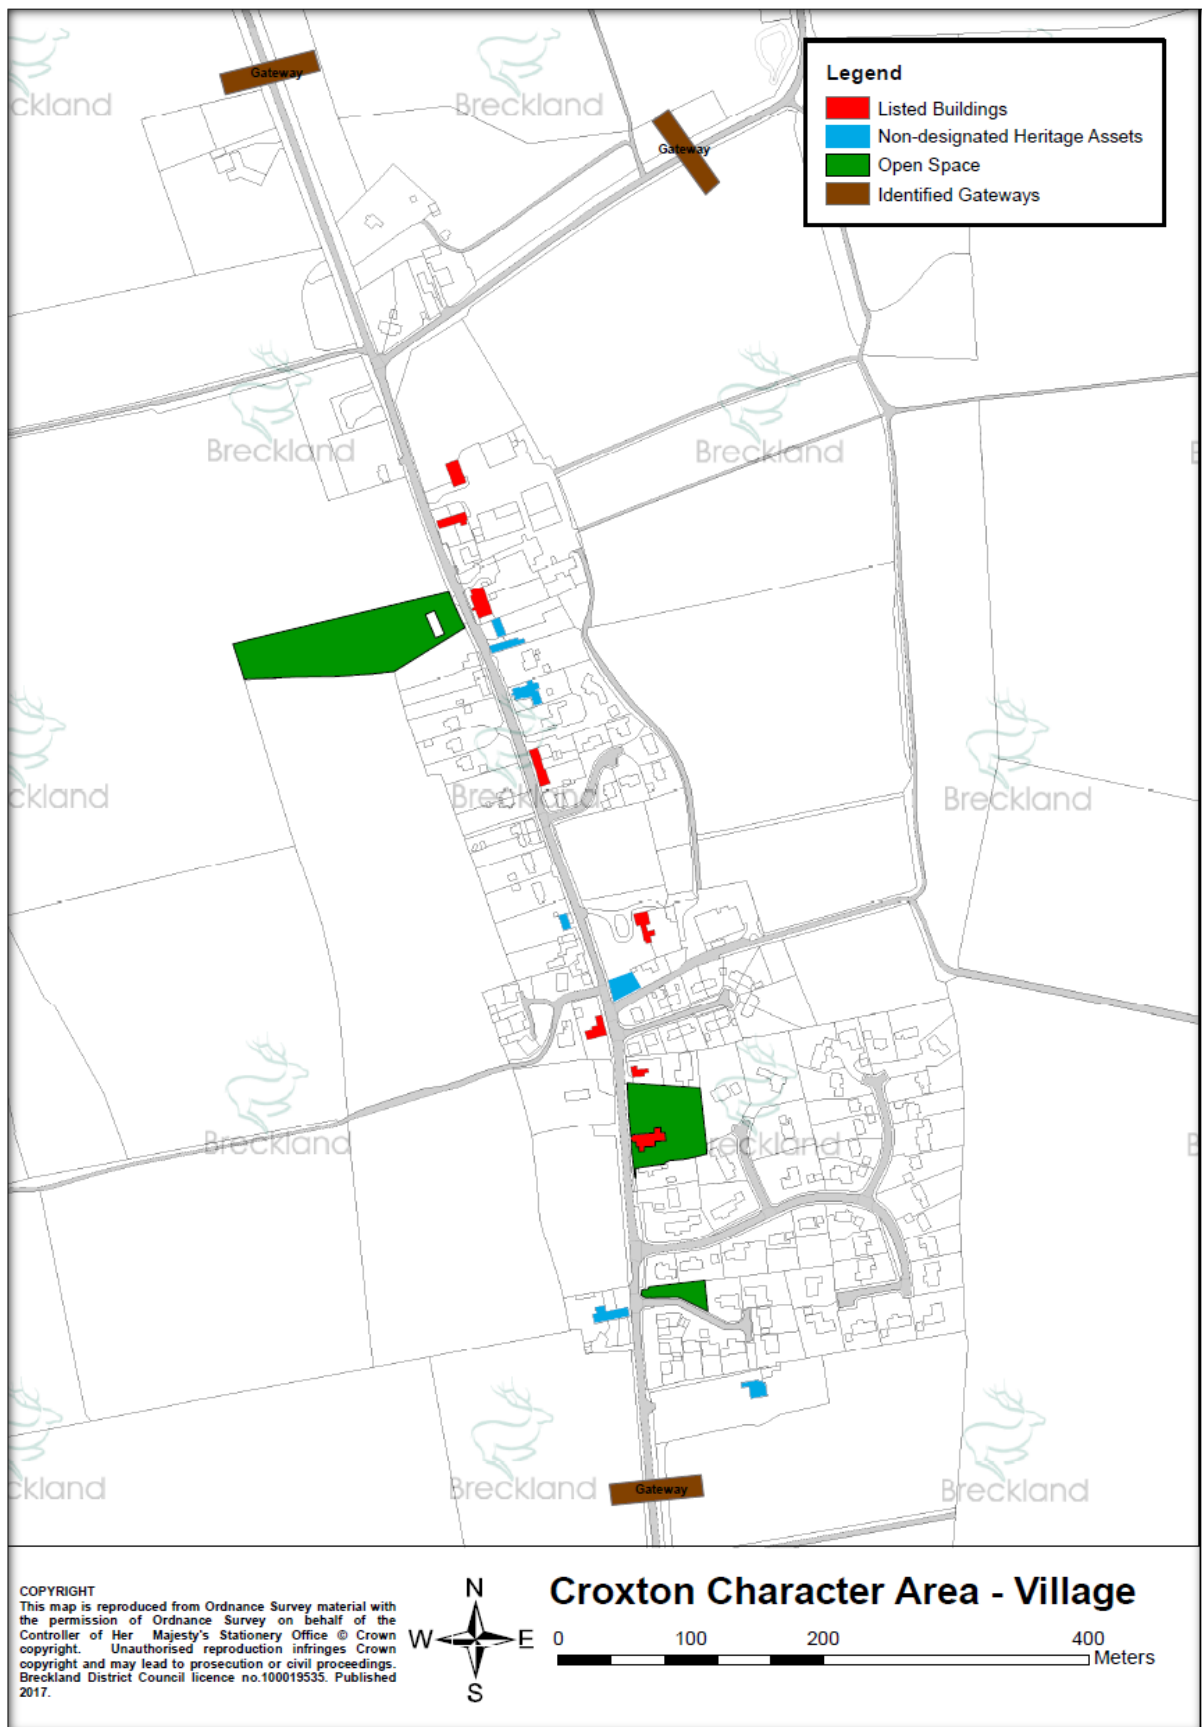 Gateway
ckland
Breckland
Gateway
Legend
Listed Buildings
Non-designated Heritage Assets
Open Space
Identified Gateways
Breckland
Breckland
B
ckland
Breckland
Breckland
Breckland
reckland
B
ckland
Breckland
Breckland
Gateway
COPYRIGHT
This map is reproduced from Ordnance Survey material with
the permission of Ordnance Survey on behalf of the
Controller of Her Majesty's Stationery Office © Crown
copyright. Unauthorised reproduction infringes Crown
copyright and may lead to prosecution or civil proceedings.
Breckland District Council licence no.100019535. Published
2017.
N
W E
S
Croxton Character Area - Village
0 100 200 400
Meters